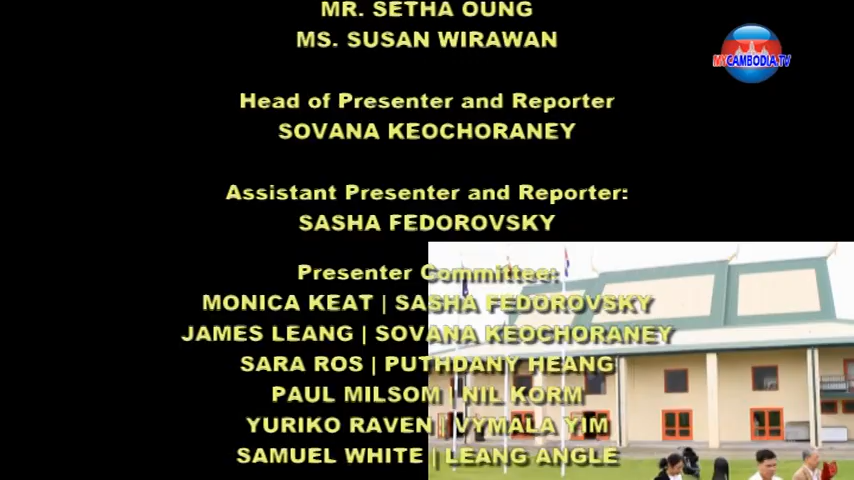 MR. SETHA OUNG
MS. SUSAN WIRAWAN
MYCAMBODIA.TV
Head of Presenter and Reporter
SOVANA KEOCHORANEY
Assistant Presenter and Reporter:
SASHA FEDOROVSKY
Presenter Committee:
MONICA KEAT | SASHA FEDOROVSKY
JAMES LEANG | SOVANA KEOCHORANEY
SARA ROS | PUTHDANY HEANG
PAUL MILSOM | NIL KORM
YURIKO RAVEN | VYMALA YIM
SAMUEL WHITE | LEANG ANGLE